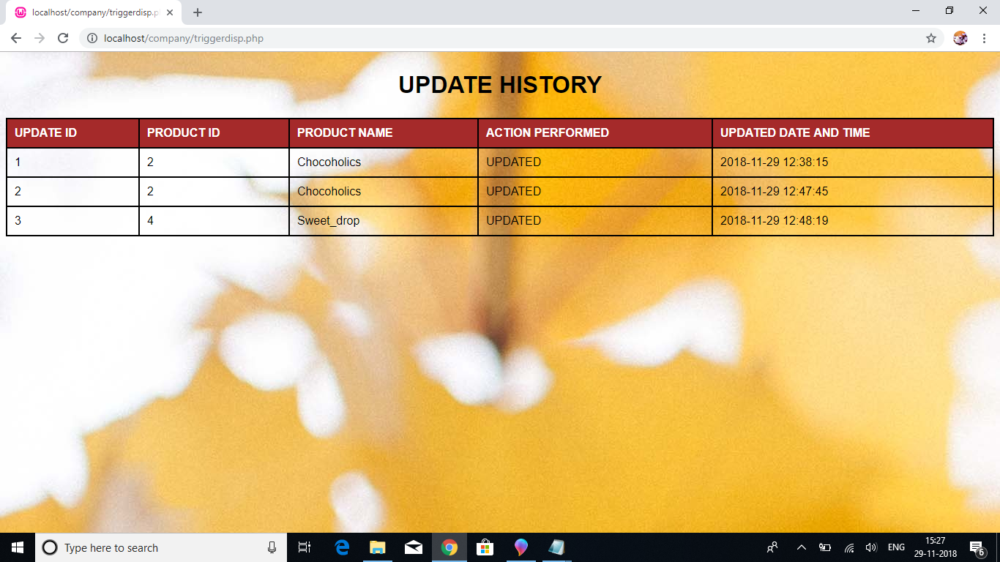 localhost/company/triggerdisp.p
localhost/company/triggerdisp.php
UPDATE HISTORY
UPDATE ID PRODUCT ID PRODUCT NAME ACTION PERFORMED UPDATED DATE AND TIME
1 2 Chocoholics UPDATED 2018-11-29 12:38:15
2 2 Chocoholics UPDATED 2018-11-29 12:47:45
3 4 Sweet_drop UPDATED 2018-11-29 12:48:19
Type here to search
ENG
15:27
29-11-2018
6